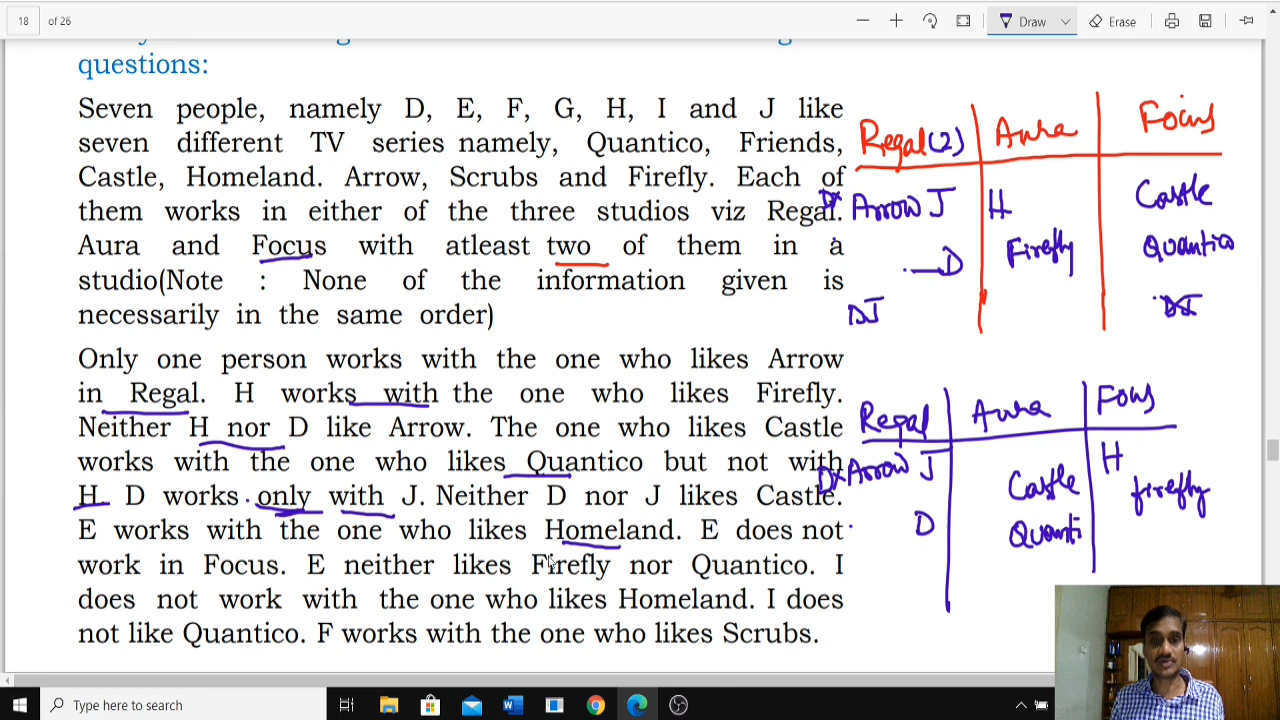 18 of 26 Draw Erase
questions:
Seven people, namely D, E, F, G, H, I and J like
seven different TV series namely, Quantico, Friends,
Castle, Homeland. Arrow, Scrubs and Firefly. Each of
them works in either of the three studios viz Regal.
Aura and Focus with atleast two of them in a
studio(Note : None of the information given is
necessarily in the same order)
Only one person works with the one who likes Arrow
in Regal. H works with the one who likes Firefly.
Neither H nor D like Arrow. The one who likes Castle
works with the one who likes Quantico but not with
H. D works only with J. Neither D nor J likes Castle.
E works with the one who likes Homeland. E does not
work in Focus. E neither likes Firefly nor Quantico. I
does not work with the one who likes Homeland. I does
not like Quantico. F works with the one who likes Scrubs.
Regal(2) Aura Focus
Arrow J H Castle
D Firefly Quantico
DJ
Regal Aura Fous
Arrow J Castle H
D Quanti firefly
Type here to search